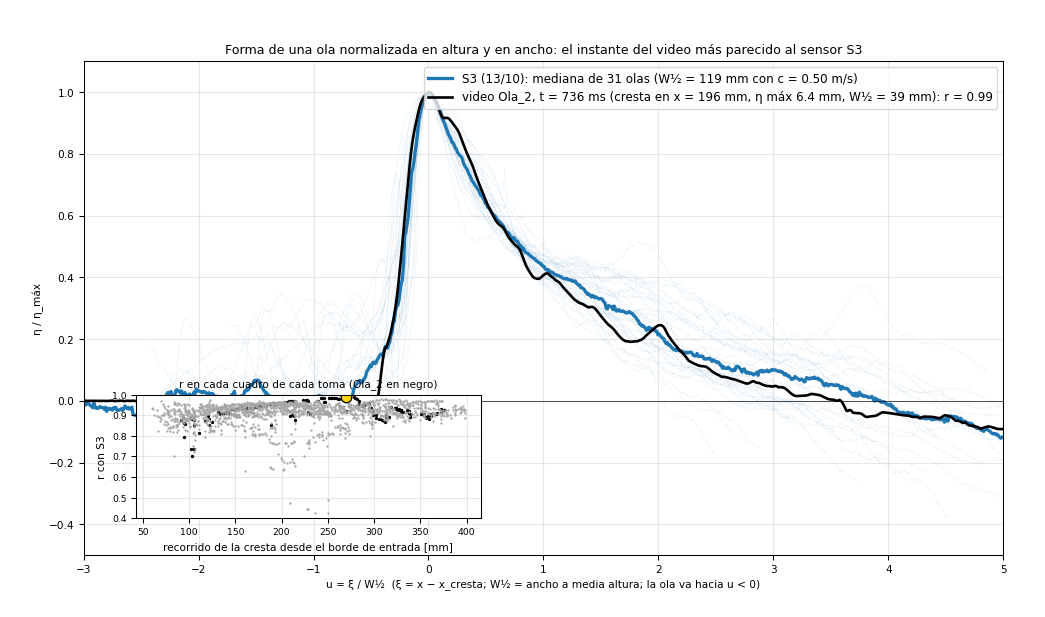 Forma de una ola normalizada en altura y en ancho: el instante del video más parecido al sensor S3
S3 (13/10): mediana de 31 olas (W½ = 119 mm con c = 0.50 m/s)
video Ola_2, t = 736 ms (cresta en x = 196 mm, η máx 6.4 mm, W½ = 39 mm): r = 0.99
η / η_máx
1.0
0.8
0.6
0.4
0.2
0.0
−0.2
−0.4
r en cada cuadro de cada toma (Ola_2 en negro)
r con S3
1.0
0.9
0.8
0.7
0.6
0.5
0.4
50 100 150 200 250 300 350 400
recorrido de la cresta desde el borde de entrada [mm]
−3 −2 −1 0 1 2 3 4 5
u = ξ / W½  (ξ = x − x_cresta; W½ = ancho a media altura; la ola va hacia u < 0)